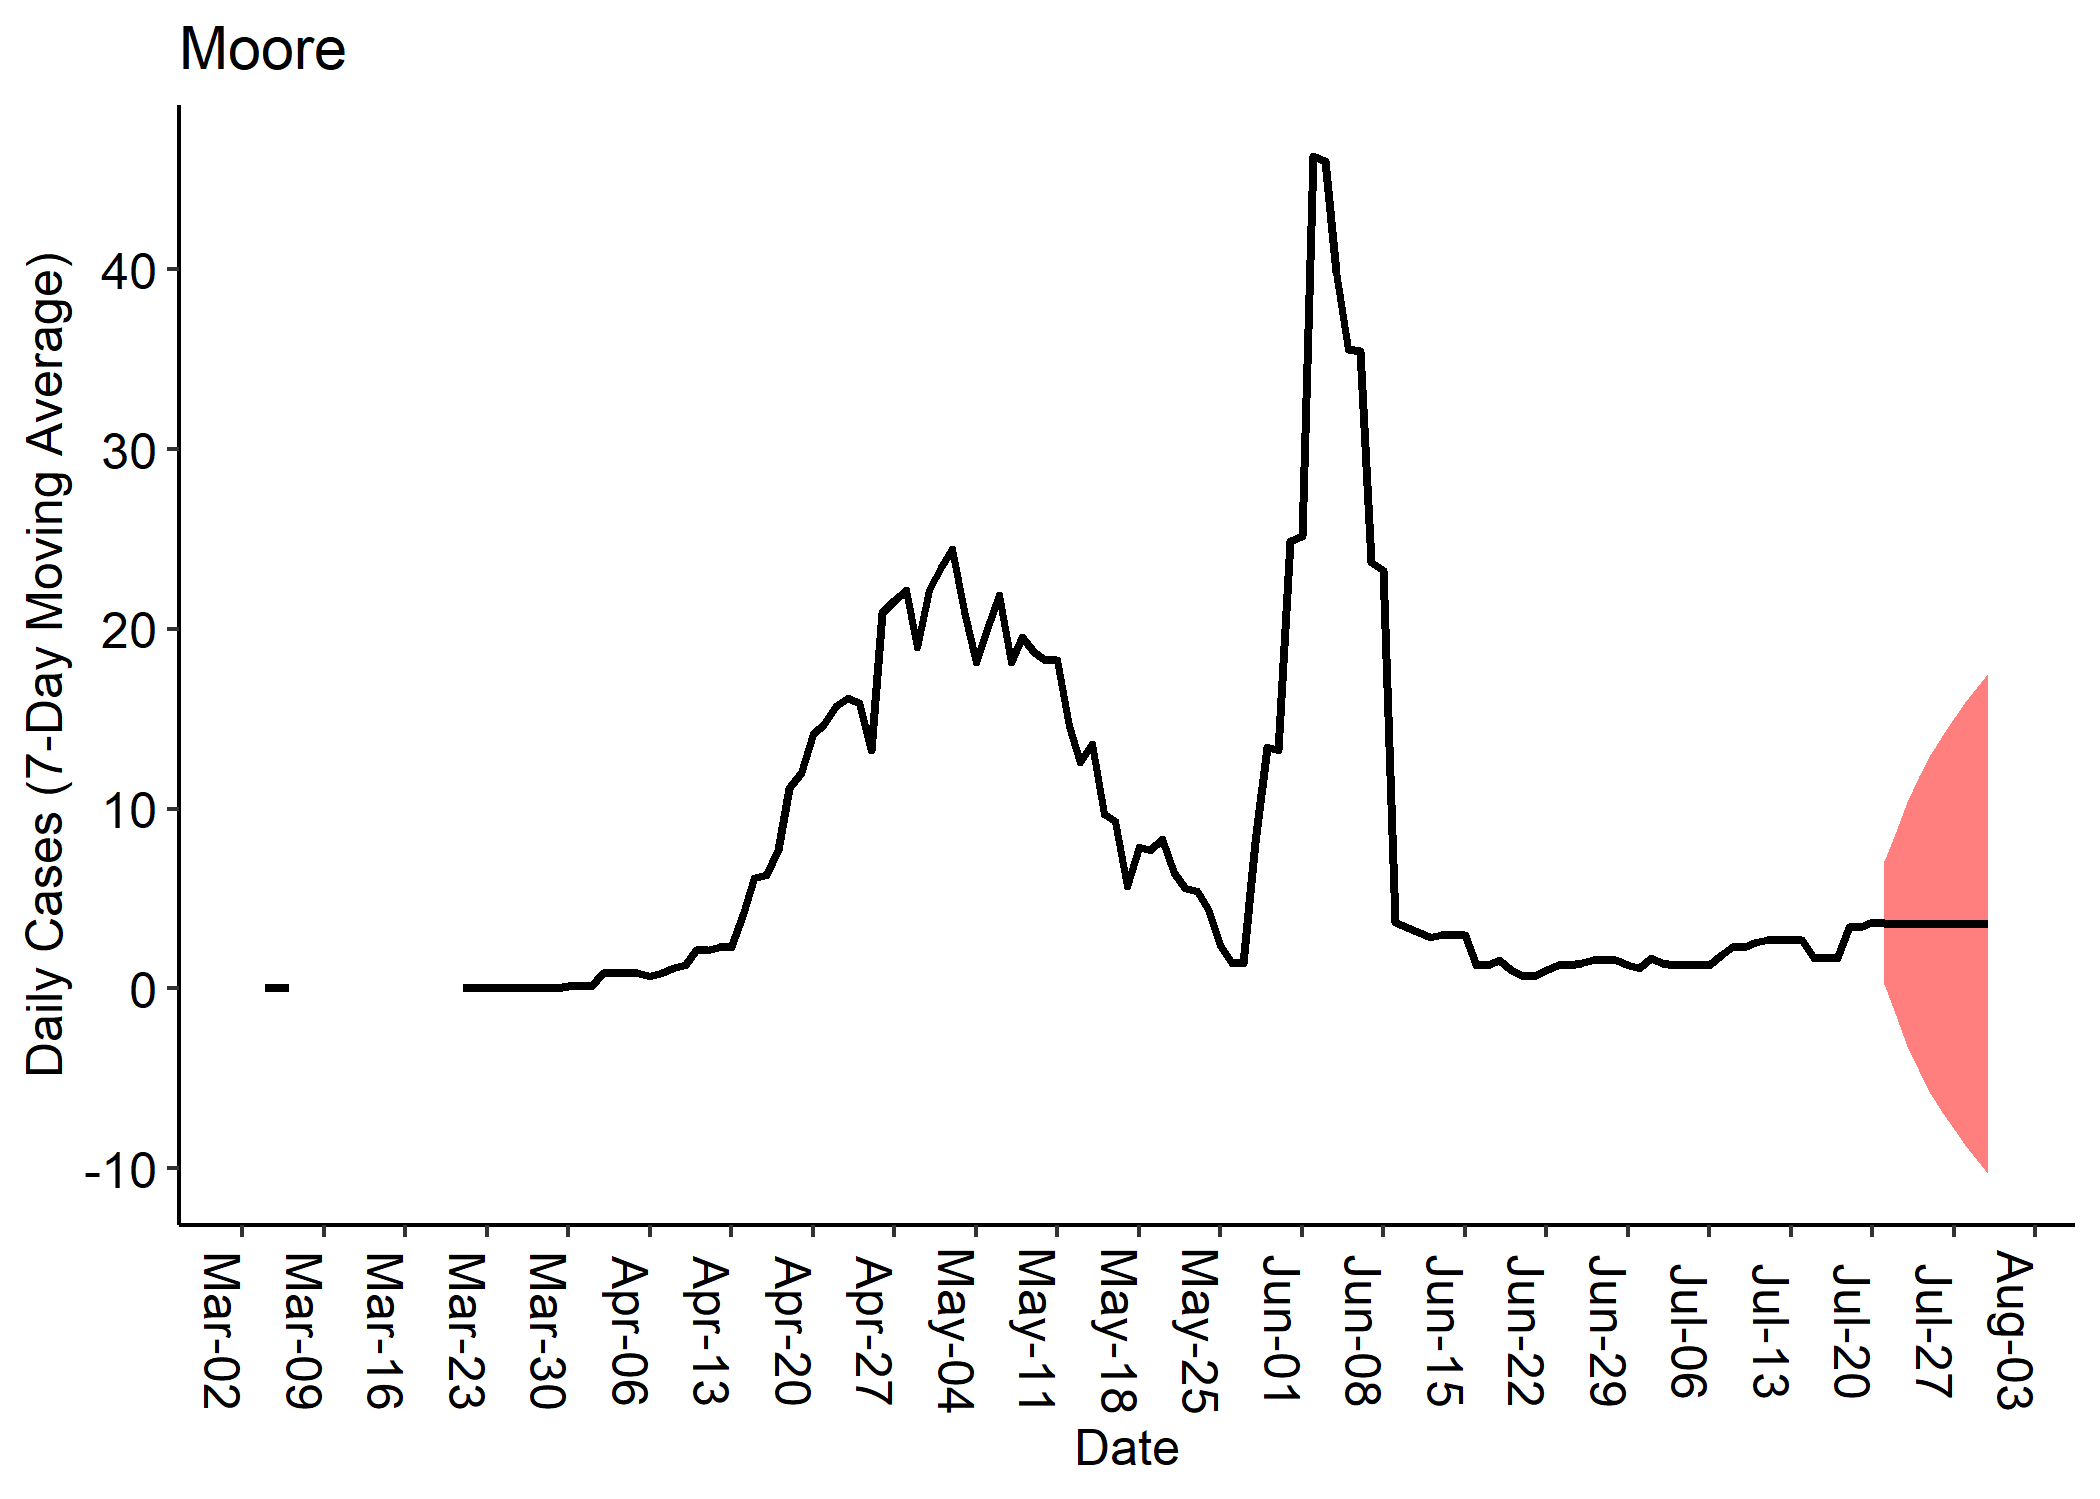 Moore
Daily Cases (7-Day Moving Average)
40
30
20
10
0
-10
Mar-02
Mar-09
Mar-16
Mar-23
Mar-30
Apr-06
Apr-13
Apr-20
Apr-27
May-04
May-11
May-18
May-25
Jun-01
Jun-08
Jun-15
Jun-22
Jun-29
Jul-06
Jul-13
Jul-20
Jul-27
Aug-03
Date